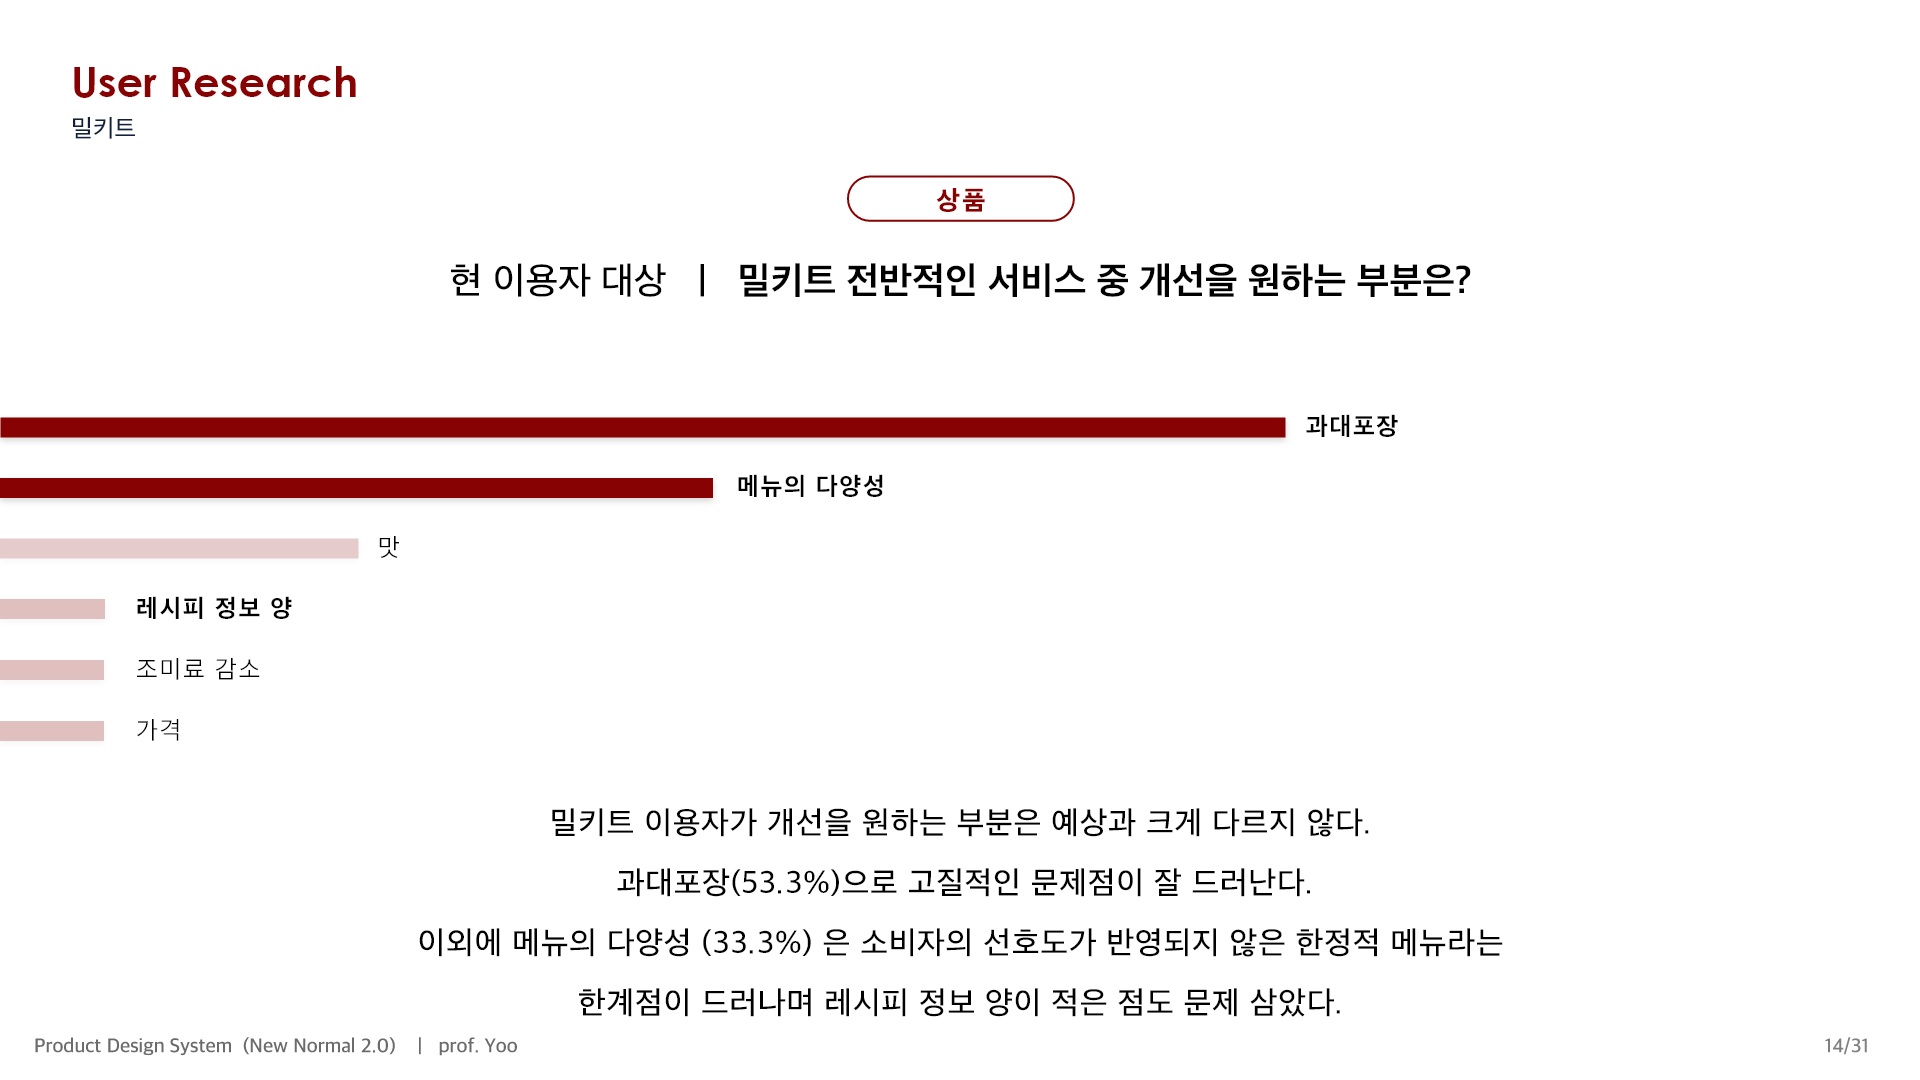 User Research
밀키트
상품
현 이용자 대상 | 밀키트 전반적인 서비스 중 개선을 원하는 부분은?
과대포장
메뉴의 다양성
맛
레시피 정보 양
조미료 감소
가격
밀키트 이용자가 개선을 원하는 부분은 예상과 크게 다르지 않다.
과대포장(53.3%)으로 고질적인 문제점이 잘 드러난다.
이외에 메뉴의 다양성 (33.3%) 은 소비자의 선호도가 반영되지 않은 한정적 메뉴라는
한계점이 드러나며 레시피 정보 양이 적은 점도 문제 삼았다.
Product Design System (New Normal 2.0) | prof. Yoo
14/31